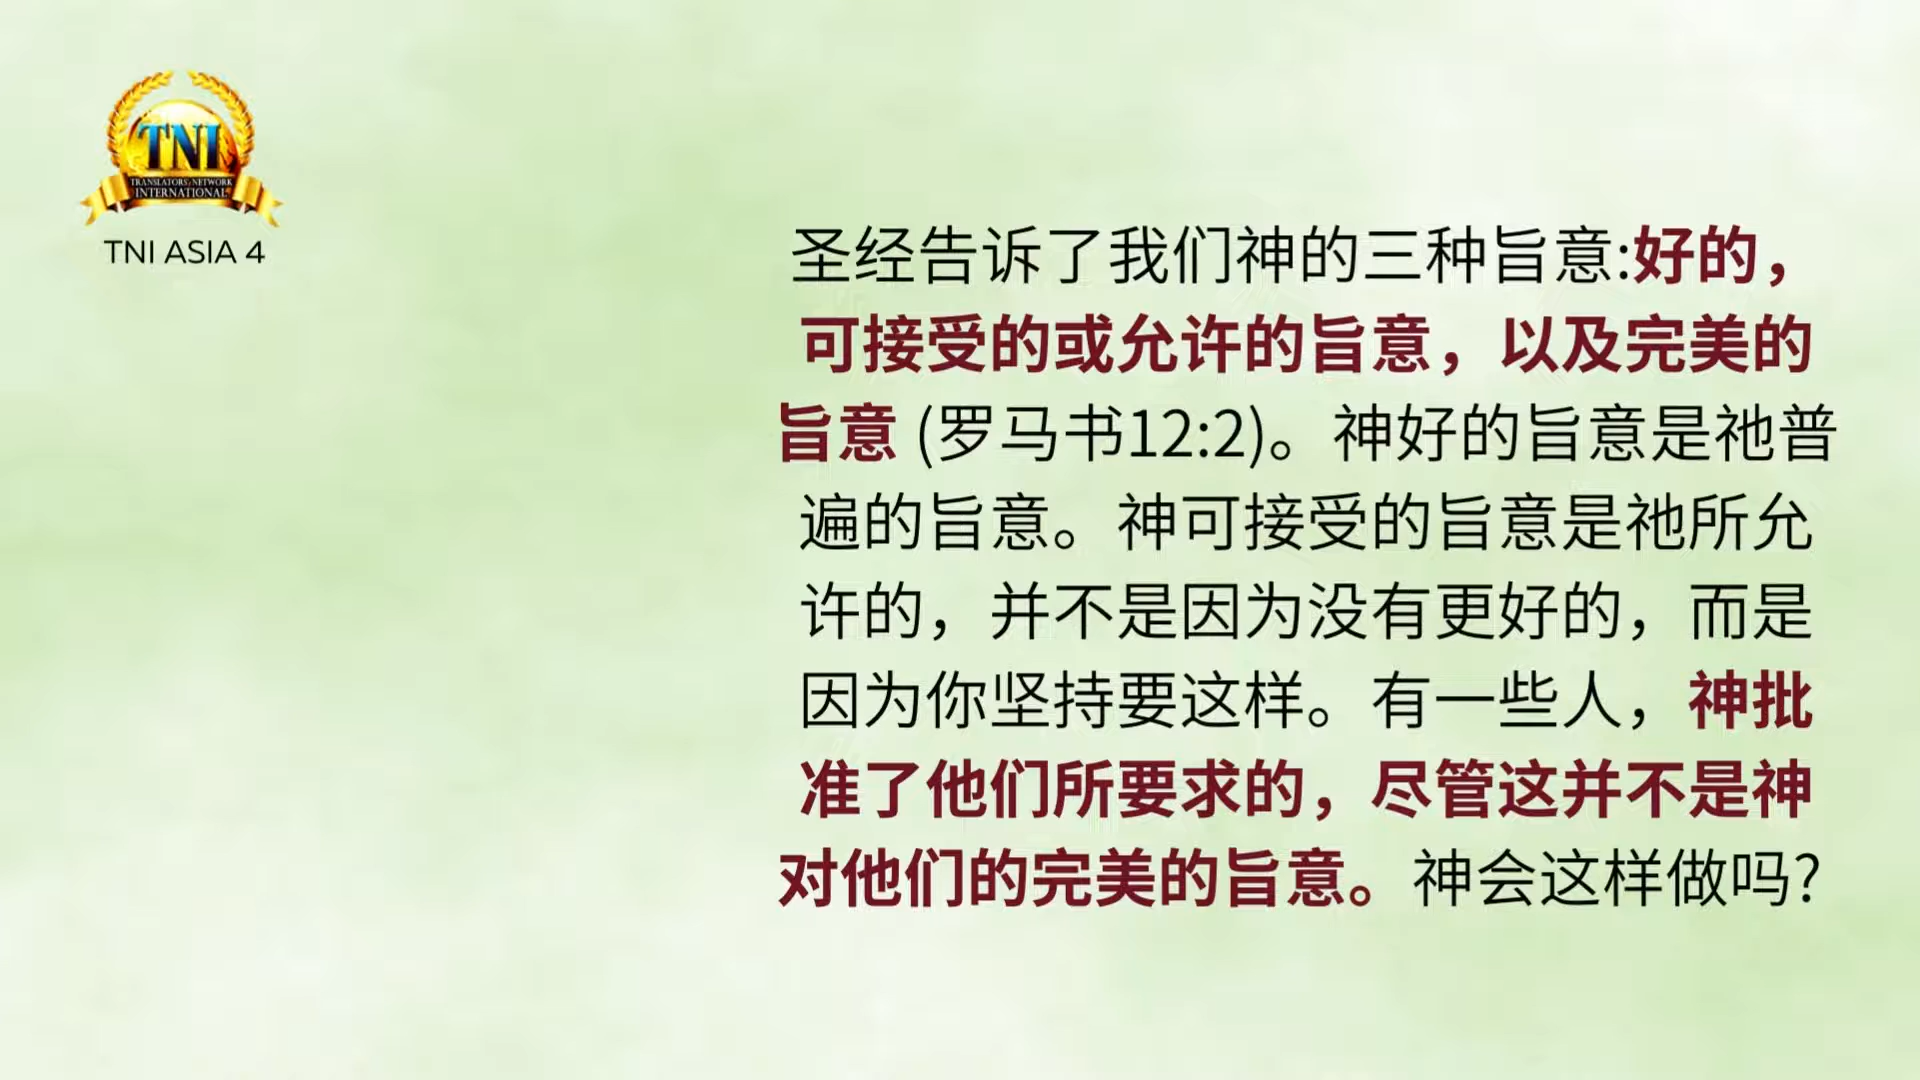 TNI
TRANSLATORS NETWORK
INTERNATIONAL
TNI ASIA 4
圣经告诉了我们神的三种旨意:好的，
可接受的或允许的旨意，以及完美的
旨意 (罗马书12:2)。神好的旨意是祂普
遍的旨意。神可接受的旨意是祂所允
许的，并不是因为没有更好的，而是
因为你坚持要这样。有一些人，神批
准了他们所要求的，尽管这并不是神
对他们的完美的旨意。神会这样做吗?